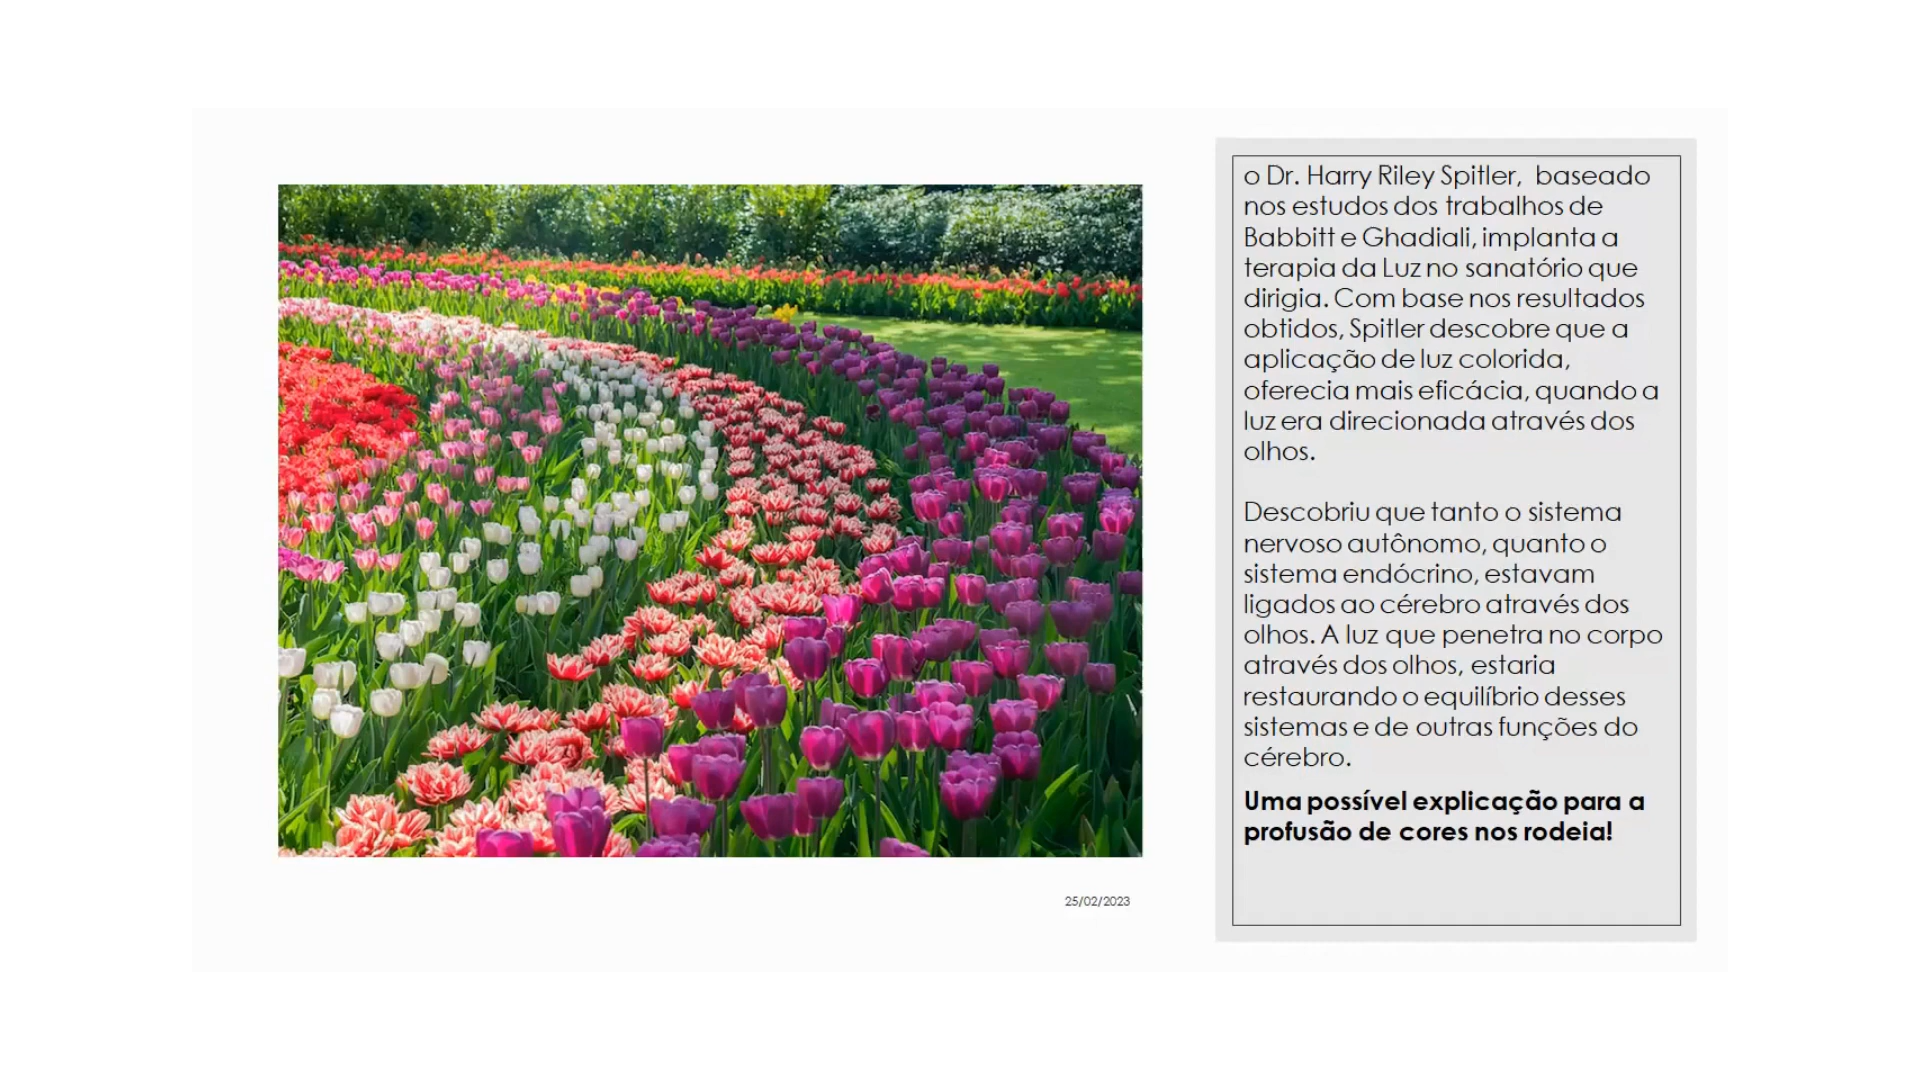 o Dr. Harry Riley Spitler, baseado
nos estudos dos trabalhos de
Babbitt e Ghadiali, implanta a
terapia da Luz no sanatório que
dirigia. Com base nos resultados
obtidos, Spitler descobre que a
aplicação de luz colorida,
oferecia mais eficácia, quando a
luz era direcionada através dos
olhos.
Descobriu que tanto o sistema
nervoso autônomo, quanto o
sistema endócrino, estavam
ligados ao cérebro através dos
olhos. A luz que penetra no corpo
através dos olhos, estaria
restaurando o equilíbrio desses
sistemas e de outras funções do
cérebro.
Uma possível explicação para a
profusão de cores nos rodeia!
25/02/2023